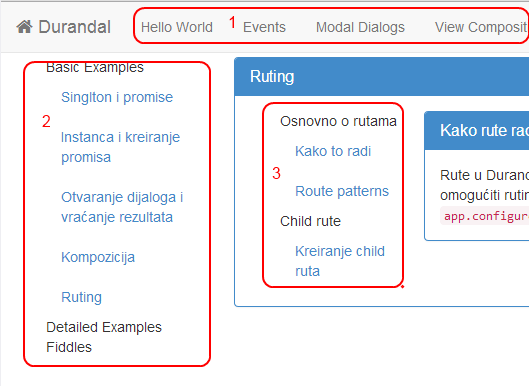 Durandal Hello World 1 Events Modal Dialogs View Composit
Basic Examples
2
Singlton i promise
Instanca i kreiranje
promisa
Otvaranje dijaloga i
vraćanje rezultata
Kompozicija
Ruting
Detailed Examples
Fiddles
Ruting
3
Osnovno o rutama
Kako to radi
Route patterns
Child rute
Kreiranje child
ruta
Kako rute rad
Rute u Durand
omogućiti rutin
app.configur